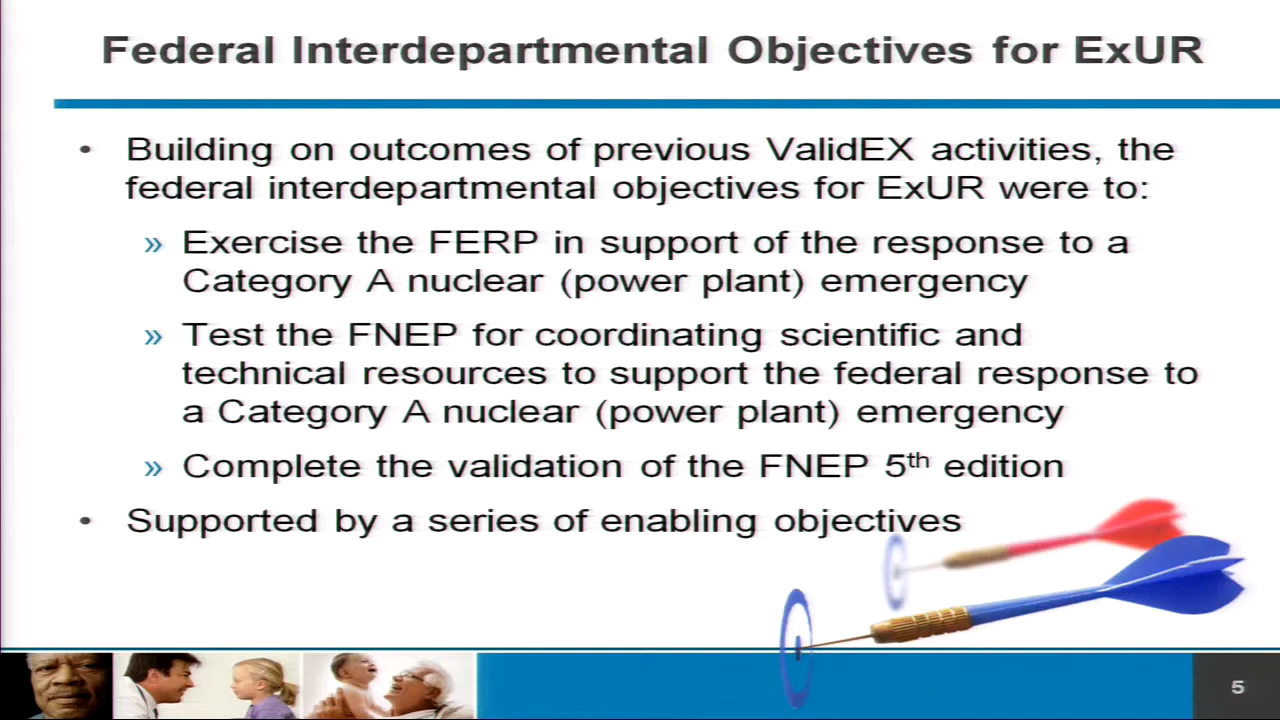 Federal Interdepartmental Objectives for ExUR
• Building on outcomes of previous ValidEX activities, the
federal interdepartmental objectives for ExUR were to:
» Exercise the FERP in support of the response to a
Category A nuclear (power plant) emergency
» Test the FNEP for coordinating scientific and
technical resources to support the federal response to
a Category A nuclear (power plant) emergency
» Complete the validation of the FNEP 5th edition
• Supported by a series of enabling objectives
5